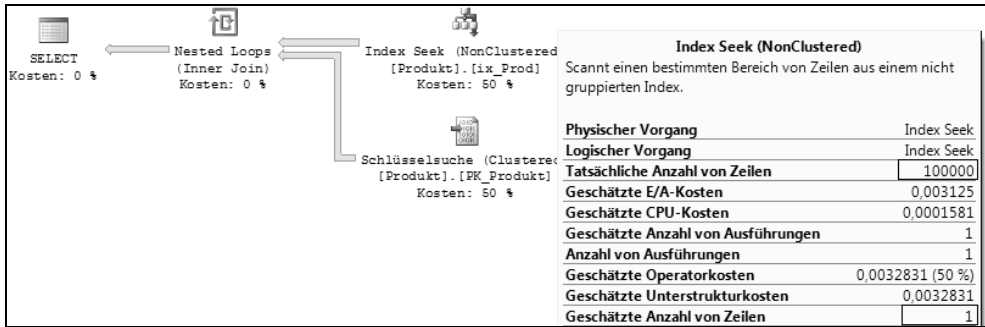 SELECT
Kosten: 0 %
Nested Loops
(Inner Join)
Kosten: 0 %
Index Seek (NonClustered
[Produkt].[ix_Prod]
Kosten: 50 %
Schlüsselsuche (Clustered
[Produkt].[PK_Produkt]
Kosten: 50 %
Index Seek (NonClustered)
Scannt einen bestimmten Bereich von Zeilen aus einem nicht
gruppierten Index.
Physischer Vorgang Index Seek
Logischer Vorgang Index Seek
Tatsächliche Anzahl von Zeilen 100000
Geschätzte E/A-Kosten 0,003125
Geschätzte CPU-Kosten 0,0001581
Geschätzte Anzahl von Ausführungen 1
Anzahl von Ausführungen 1
Geschätzte Operatorkosten 0,0032831 (50 %)
Geschätzte Unterstrukturkosten 0,0032831
Geschätzte Anzahl von Zeilen 1